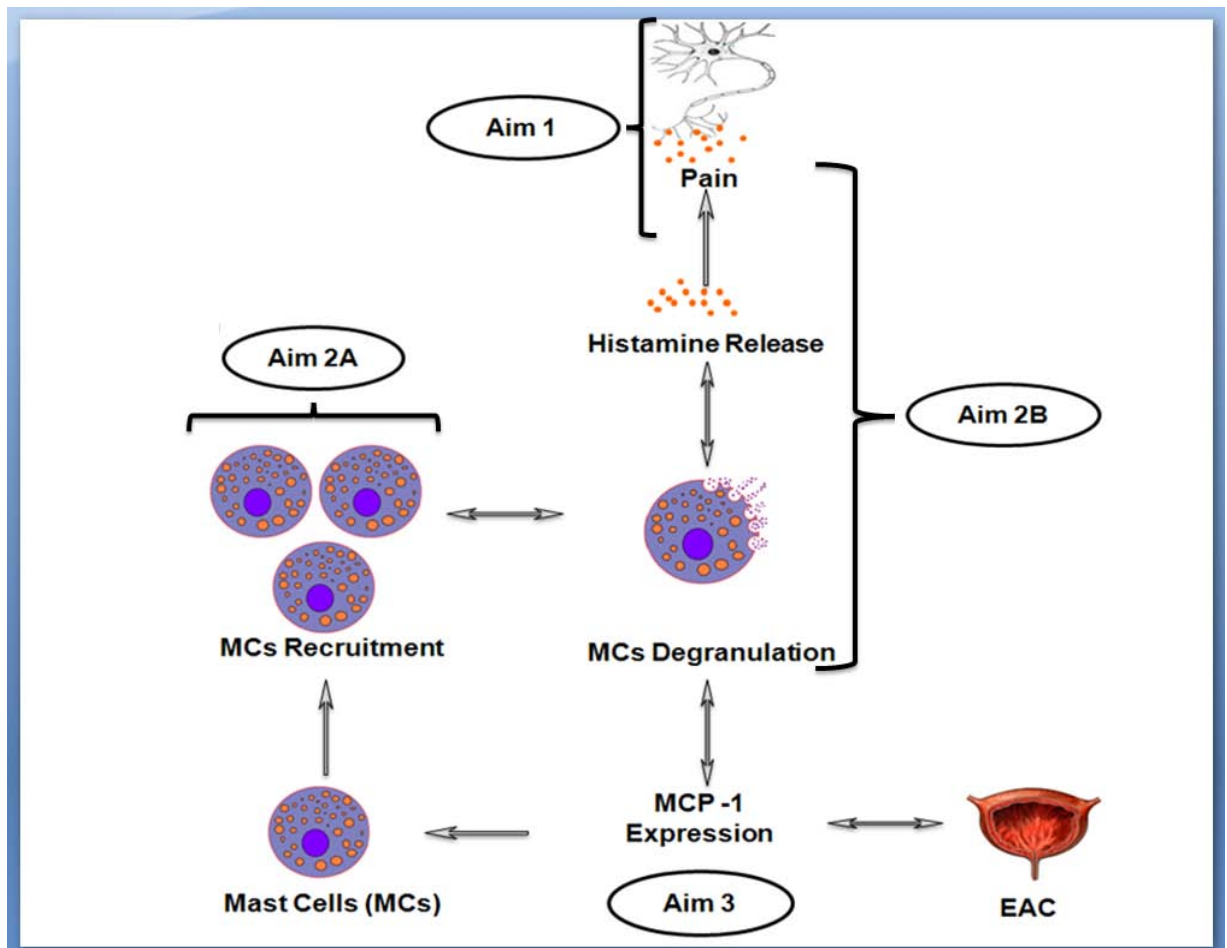 Aim 1
Pain
Histamine Release
Aim 2A
Aim 2B
MCs Recruitment
MCs Degranulation
MCP -1
Expression
Mast Cells (MCs)
Aim 3
EAC